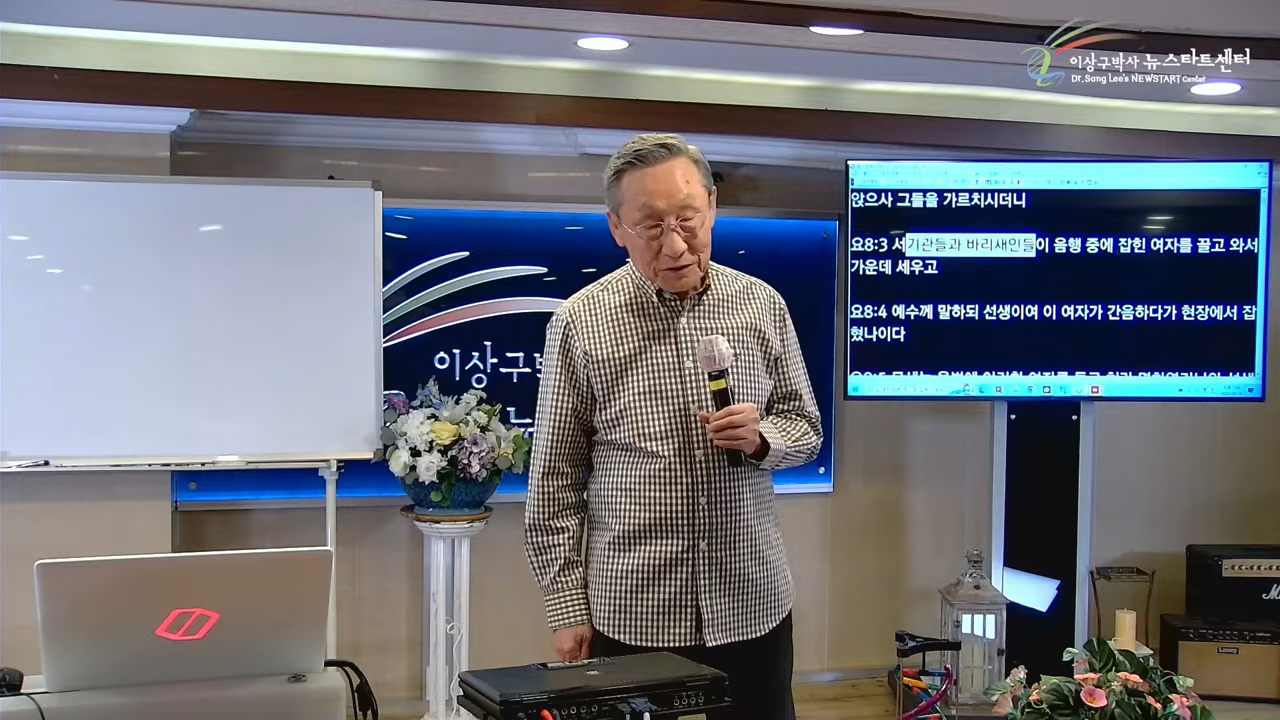 이상구박사 뉴스타트센터
Dr. Sang Lee's NEWSTART Center
앉으사 그들을 가르치시더니
요8:3 서기관들과 바리새인들이 음행 중에 잡힌 여자를 끌고 와서
가운데 세우고
요8:4 예수께 말하되 선생이여 이 여자가 간음하다가 현장에서 잡
혔나이다
이상구
Laney